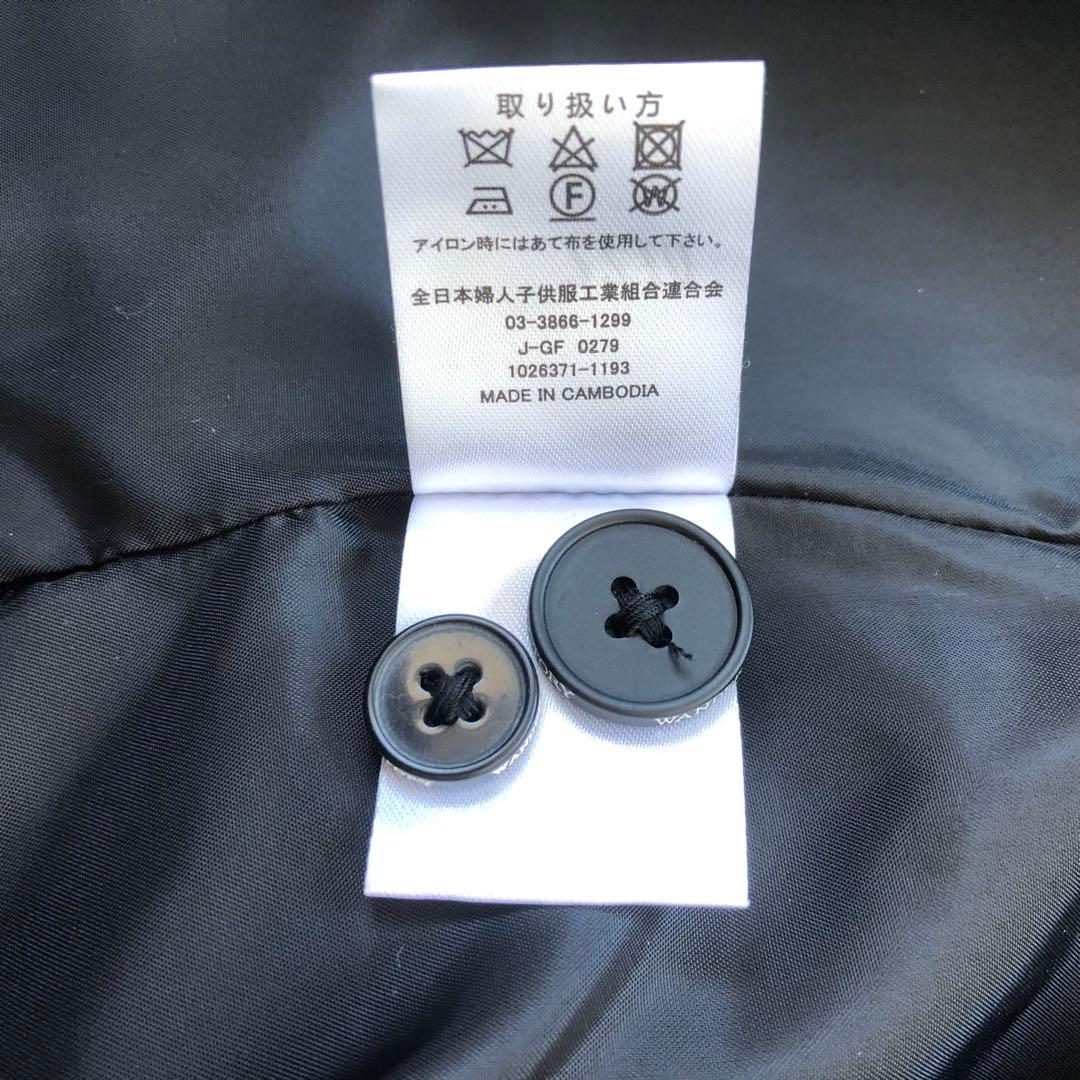 取り扱い方
F
W
アイロン時にはあて布を使用して下さい。
全日本婦人子供服工業組合連合会
03-3866-1299
J-GF 0279
1026371-1193
MADE IN CAMBODIA